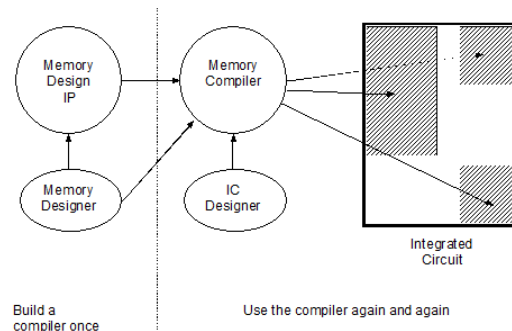 Memory
Design
IP
Memory
Compiler
Memory
Designer
IC
Designer
Integrated
Circuit
Build a
compiler once
Use the compiler again and again